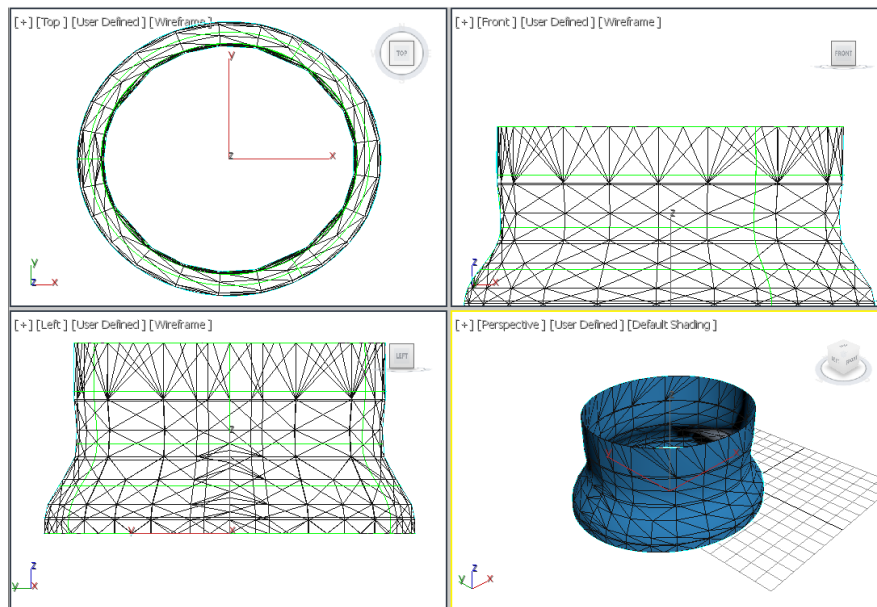 [+] [Top] [User Defined] [Wireframe]
TOP
y
x
z
y
z
x
[+] [Front] [User Defined] [Wireframe]
FRONT
z
z
x
[+] [Left] [User Defined] [Wireframe]
LEFT
z
y
x
z
y
x
[+] [Perspective] [User Defined] [Default Shading]
z
y
x